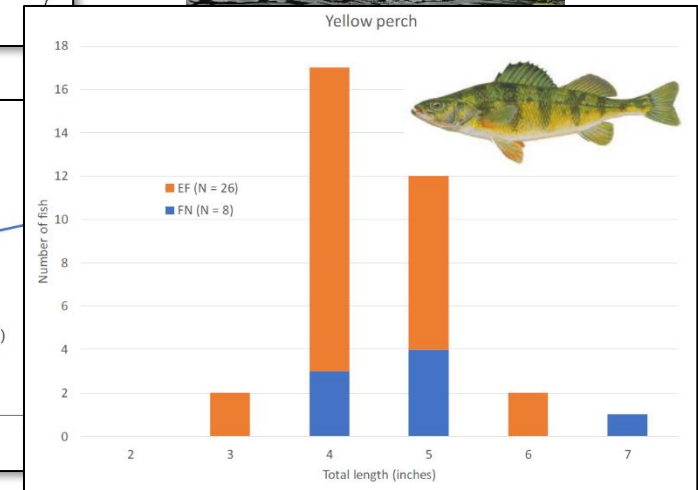 Yellow perch
18
16
14
12
10
8
6
4
2
0
Number of fish
EF (N = 26)
FN (N = 8)
2 3 4 5 6 7
Total length (inches)
)